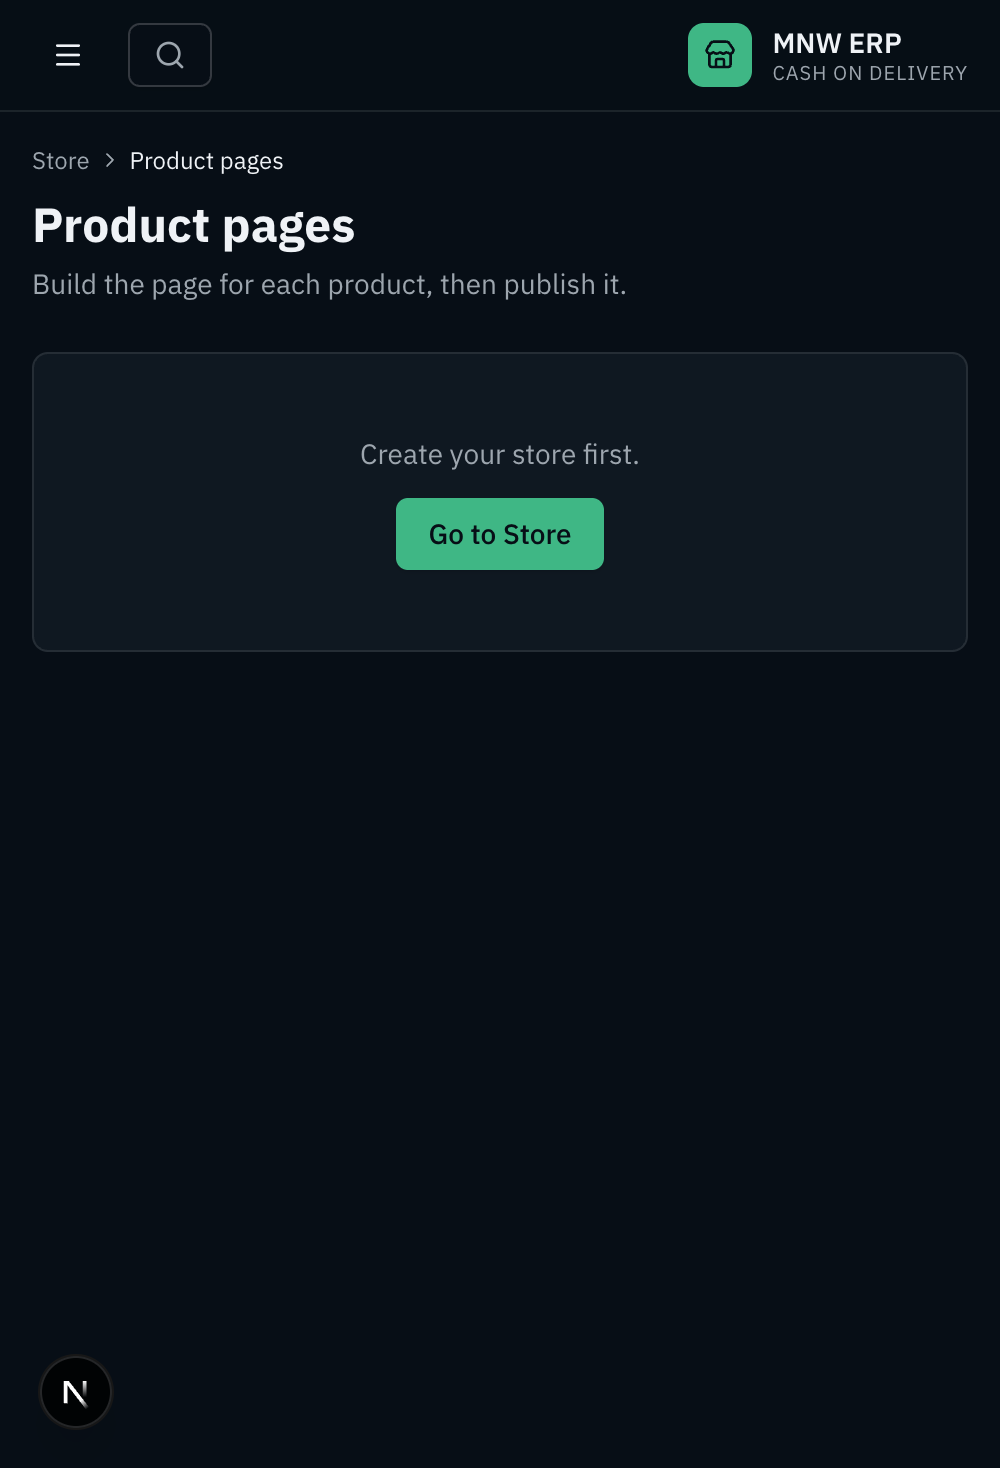 MNW ERP
CASH ON DELIVERY
Store > Product pages
Product pages
Build the page for each product, then publish it.
Create your store first.
Go to Store
N